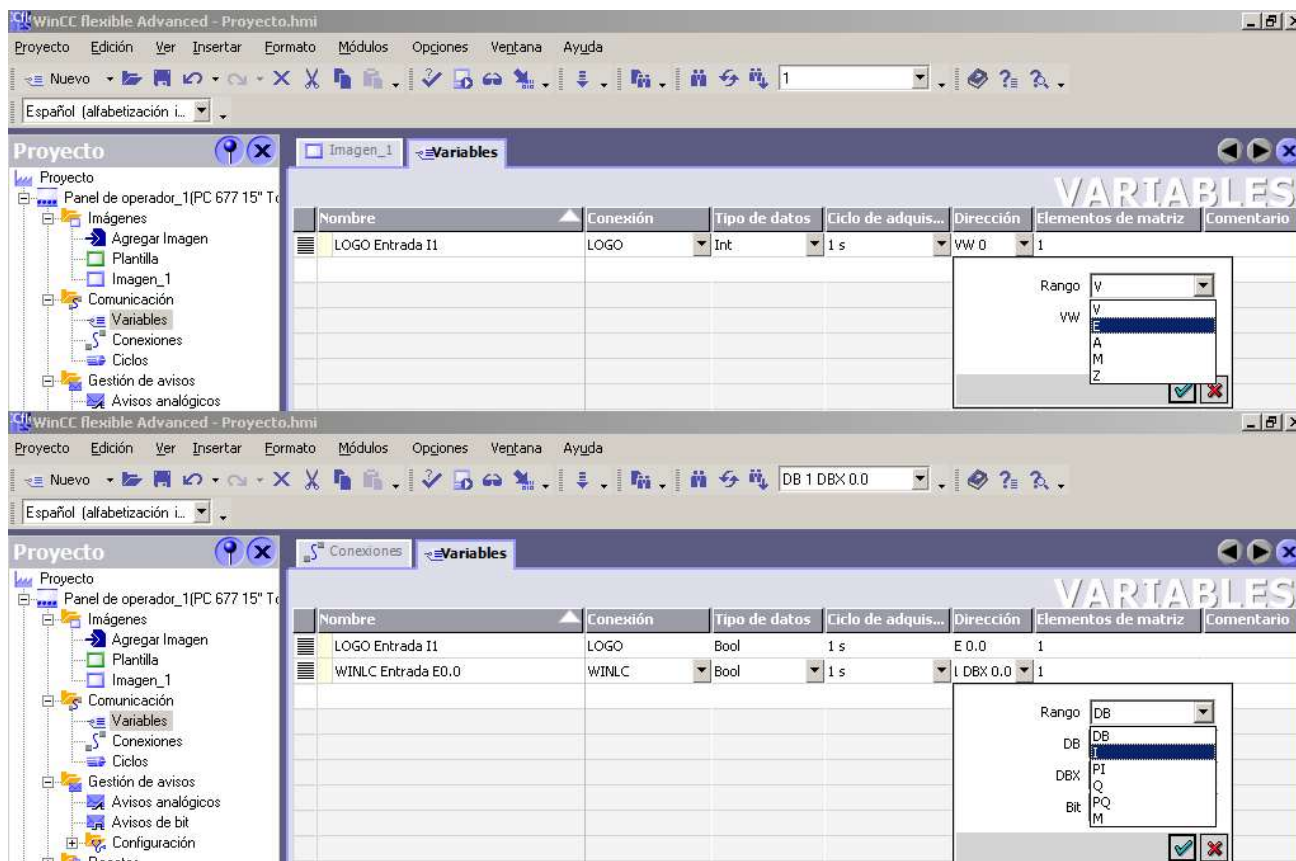 WinCC flexible Advanced - Proyecto.hmi
Proyecto Edición Ver Insertar Formato Módulos Opciones Ventana Ayuda
Nuevo 1
Español (alfabetización i...
Proyecto Imagen_1 Variables
Proyecto
VARIABLES
Panel de operador_1(PC 677 15" To
Nombre Conexión Tipo de datos Ciclo de adquis... Dirección Elementos de matriz Comentario
Imágenes
Agregar Imagen LOGO Entrada I1 LOGO Int 1 s VW 0 1
Plantilla
Imagen_1 Rango V
Comunicación V
Variables VW E
Conexiones A
Ciclos M
Gestión de avisos Z
Avisos analógicos
WinCC flexible Advanced - Proyecto.hmi
Proyecto Edición Ver Insertar Formato Módulos Opciones Ventana Ayuda
Nuevo DB 1 DBX 0.0
Español (alfabetización i...
Proyecto Conexiones Variables
Proyecto
VARIABLES
Panel de operador_1(PC 677 15" To
Nombre Conexión Tipo de datos Ciclo de adquis... Dirección Elementos de matriz Comentario
Imágenes
Agregar Imagen LOGO Entrada I1 LOGO Bool 1 s E 0.0 1
Plantilla WINLC Entrada E0.0 WINLC Bool 1 s DBX 0.0 1
Imagen_1
Comunicación Rango DB
Variables DB DB
Conexiones I
Ciclos DBX PI
Gestión de avisos Q
Avisos analógicos Bit PQ
Avisos de bit M
Configuración